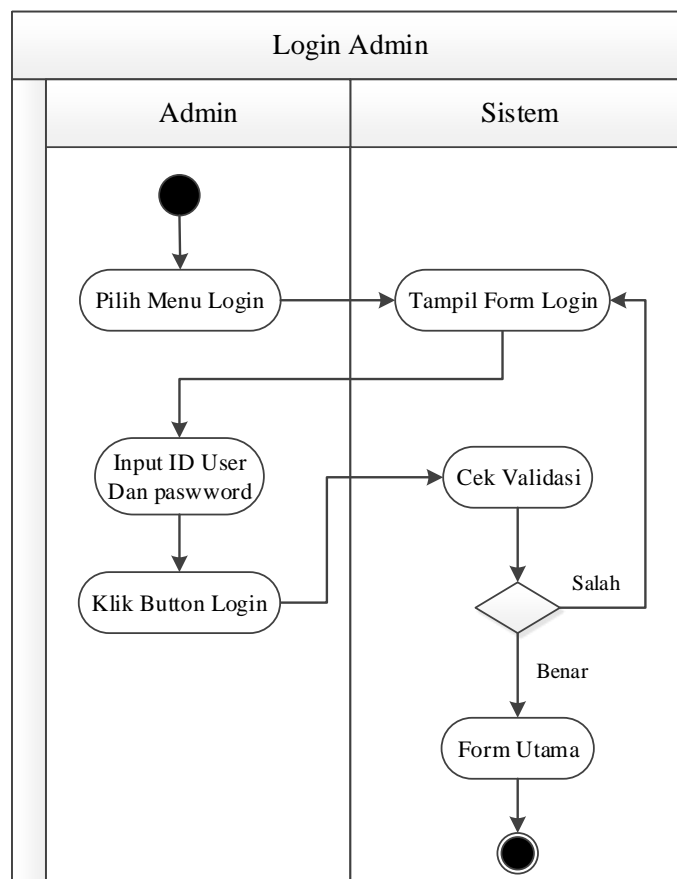 Login Admin
Admin
Sistem
Pilih Menu Login
Tampil Form Login
Input ID User
Dan paswword
Cek Validasi
Klik Button Login
Salah
Benar
Form Utama